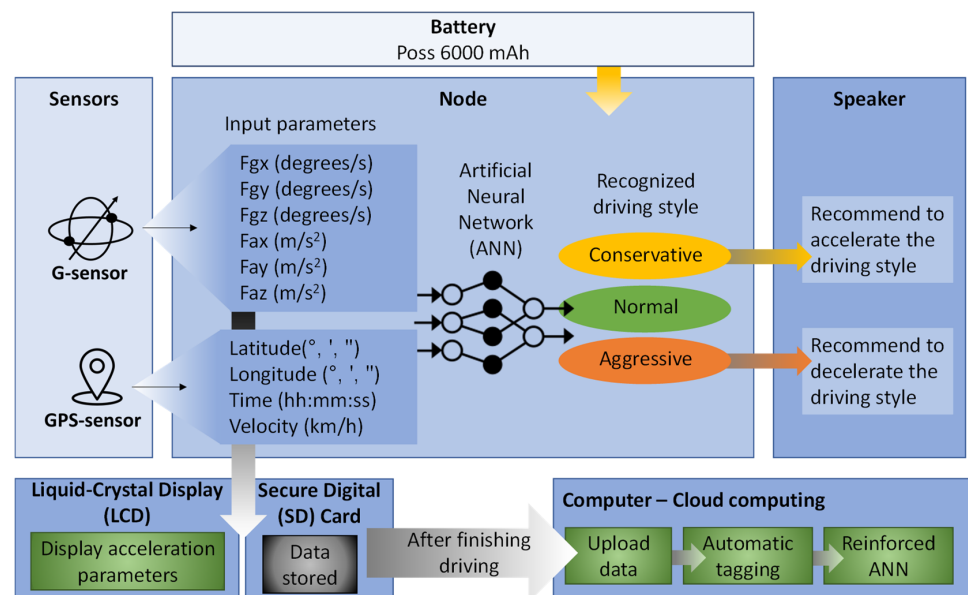 Battery
Poss 6000 mAh
Sensors
G-sensor
GPS-sensor
Node
Input parameters
Fgx (degrees/s)
Fgy (degrees/s)
Fgz (degrees/s)
Fax (m/s²)
Fay (m/s²)
Faz (m/s²)
Latitude(°, ', ")
Longitude (°, ', ")
Time (hh:mm:ss)
Velocity (km/h)
Artificial
Neural
Network
(ANN)
Recognized
driving style
Conservative
Normal
Aggressive
Speaker
Recommend to
accelerate the
driving style
Recommend to
decelerate the
driving style
Liquid-Crystal Display
(LCD)
Display acceleration
parameters
Secure Digital
(SD) Card
Data
stored
After finishing
driving
Computer – Cloud computing
Upload
data
Automatic
tagging
Reinforced
ANN